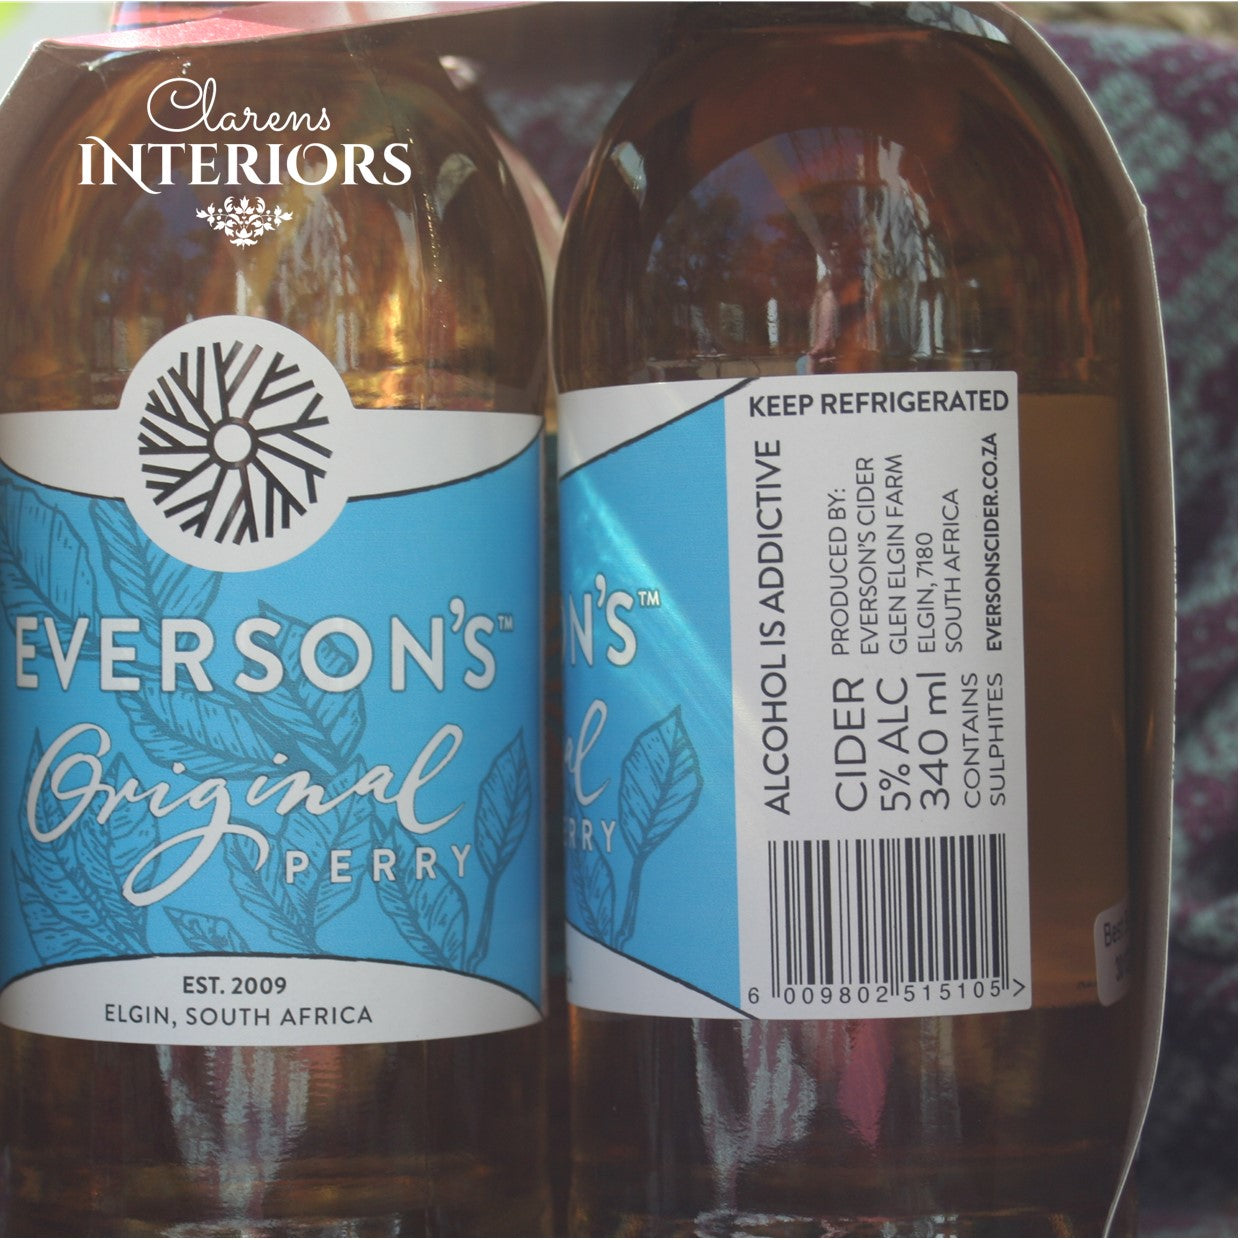 Clarens
INTERIORS
EVERSON'S™
Original
PERRY
EST. 2009
ELGIN, SOUTH AFRICA
N'S™
al
ERRY
KEEP REFRIGERATED
ALCOHOL IS ADDICTIVE
CIDER
5% ALC
340 ml
CONTAINS
SULPHITES
PRODUCED BY:
EVERSON'S CIDER
GLEN ELGIN FARM
ELGIN, 7180
SOUTH AFRICA
EVERSONSCIDER.CO.ZA
6 009802 515105 >